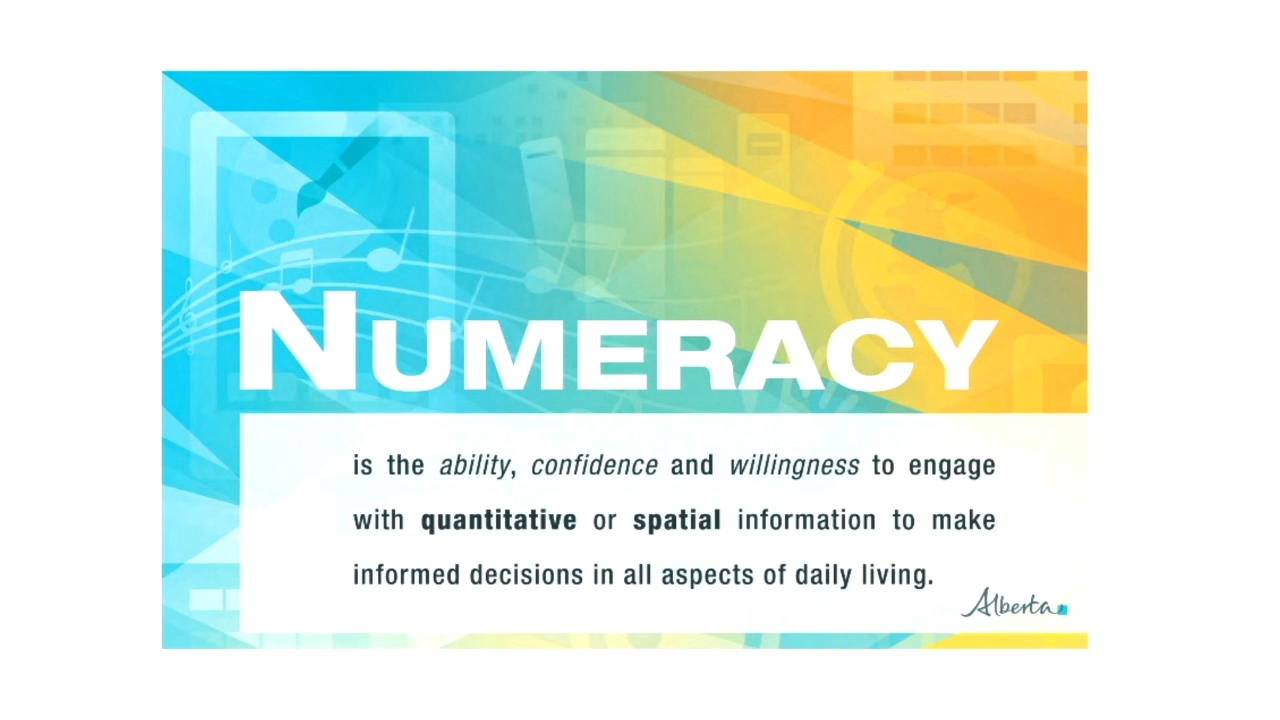 NUMERACY
is the ability, confidence and willingness to engage
with quantitative or spatial information to make
informed decisions in all aspects of daily living.
Alberta